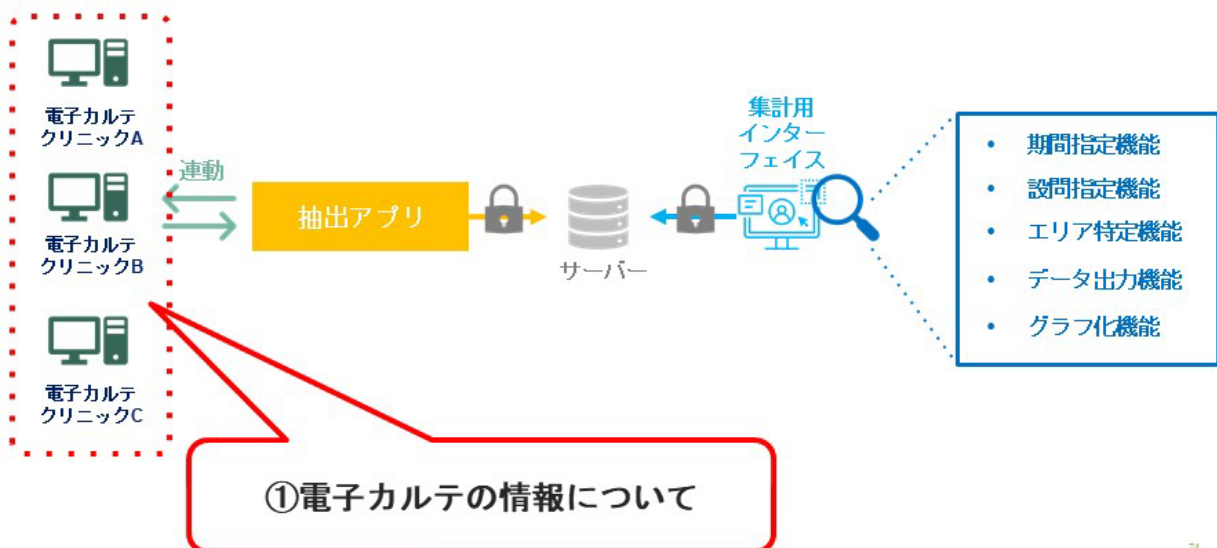 電子カルテ
クリニックA
電子カルテ
クリニックB
電子カルテ
クリニックC
連動
抽出アプリ
サーバー
集計用
インター
フェイス
• 期間指定機能
• 設問指定機能
• エリア特定機能
• データ出力機能
• グラフ化機能
①電子カルテの情報について